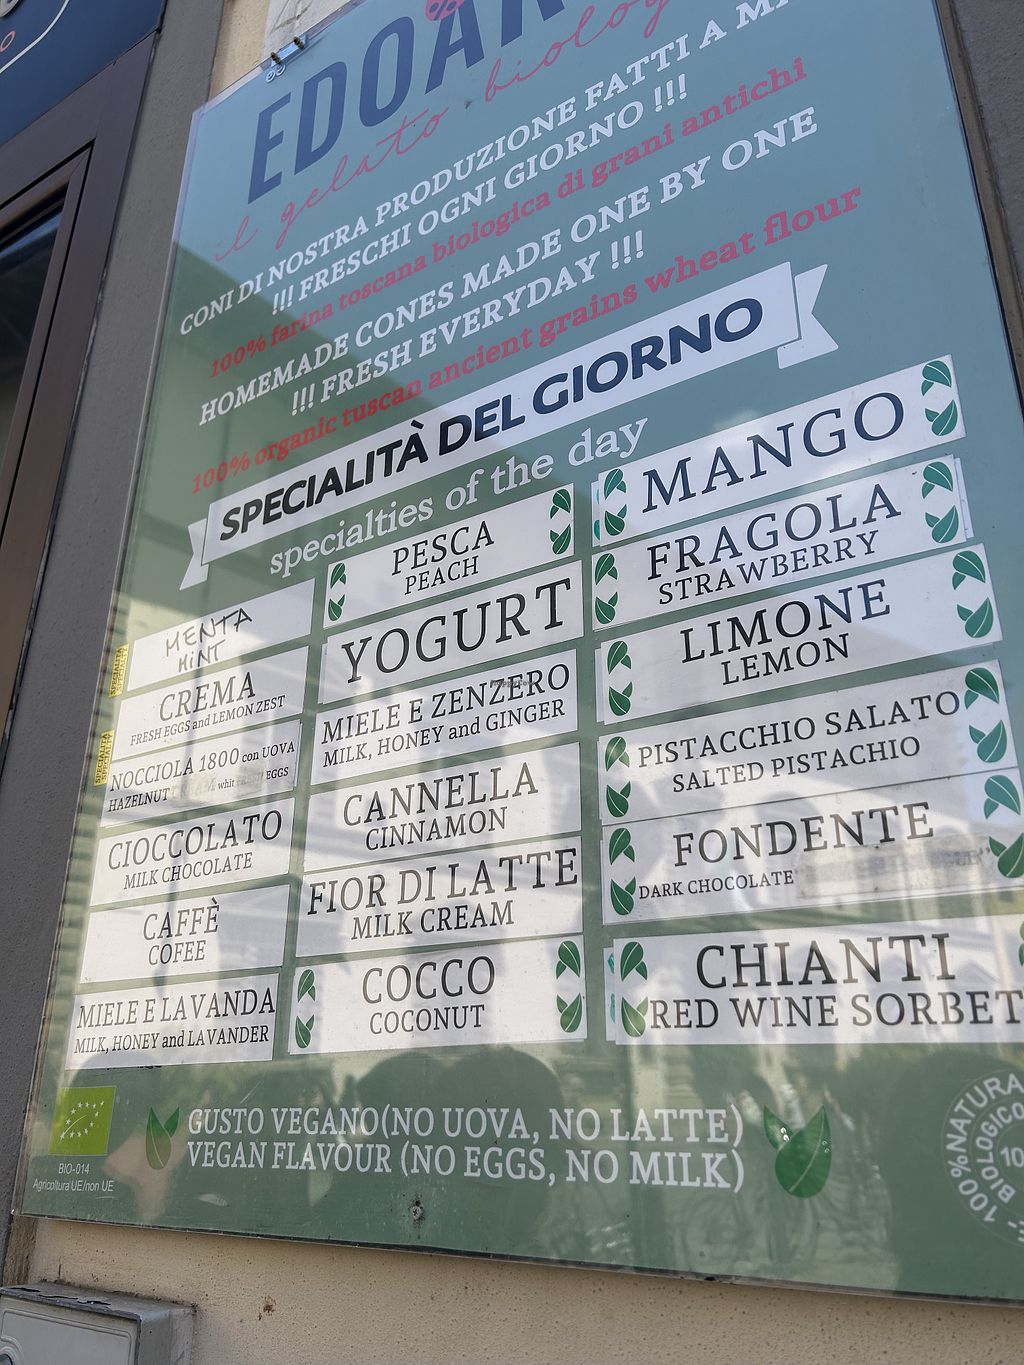 EDOAR
il gelato biolog
CONI DI NOSTRA PRODUZIONE FATTI A MA
!!! FRESCHI OGNI GIORNO !!!
100% farina toscana biologica di grani antichi
HOMEMADE CONES MADE ONE BY ONE
!!! FRESH EVERYDAY !!!
100% organic tuscan ancient grains wheat flour
SPECIALITÀ DEL GIORNO
specialties of the day
MENTA
MINT
CREMA
FRESH EGGS and LEMON ZEST
NOCCIOLA 1800 con UOVA
HAZELNUT EGGS
CIOCCOLATO
MILK CHOCOLATE
CAFFÈ
COFEE
MIELE E LAVANDA
MILK, HONEY and LAVANDER
PESCA
PEACH
YOGURT
MIELE E ZENZERO
MILK, HONEY and GINGER
CANNELLA
CINNAMON
FIOR DI LATTE
MILK CREAM
COCCO
COCONUT
MANGO
FRAGOLA
STRAWBERRY
LIMONE
LEMON
PISTACCHIO SALATO
SALTED PISTACHIO
FONDENTE
DARK CHOCOLATE
CHIANTI
RED WINE SORBET
GUSTO VEGANO(NO UOVA, NO LATTE)
VEGAN FLAVOUR (NO EGGS, NO MILK)
BIO-014
Agricoltura UE/non UE
100% NATURA
BIOLOGICO
10